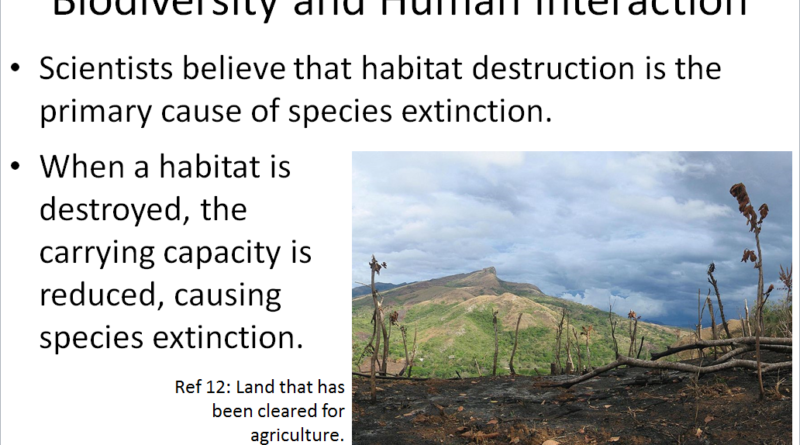 Biodiversity and Human Interaction
• Scientists believe that habitat destruction is the
primary cause of species extinction.
• When a habitat is
destroyed, the
carrying capacity is
reduced, causing
species extinction.
Ref 12: Land that has
been cleared for
agriculture.